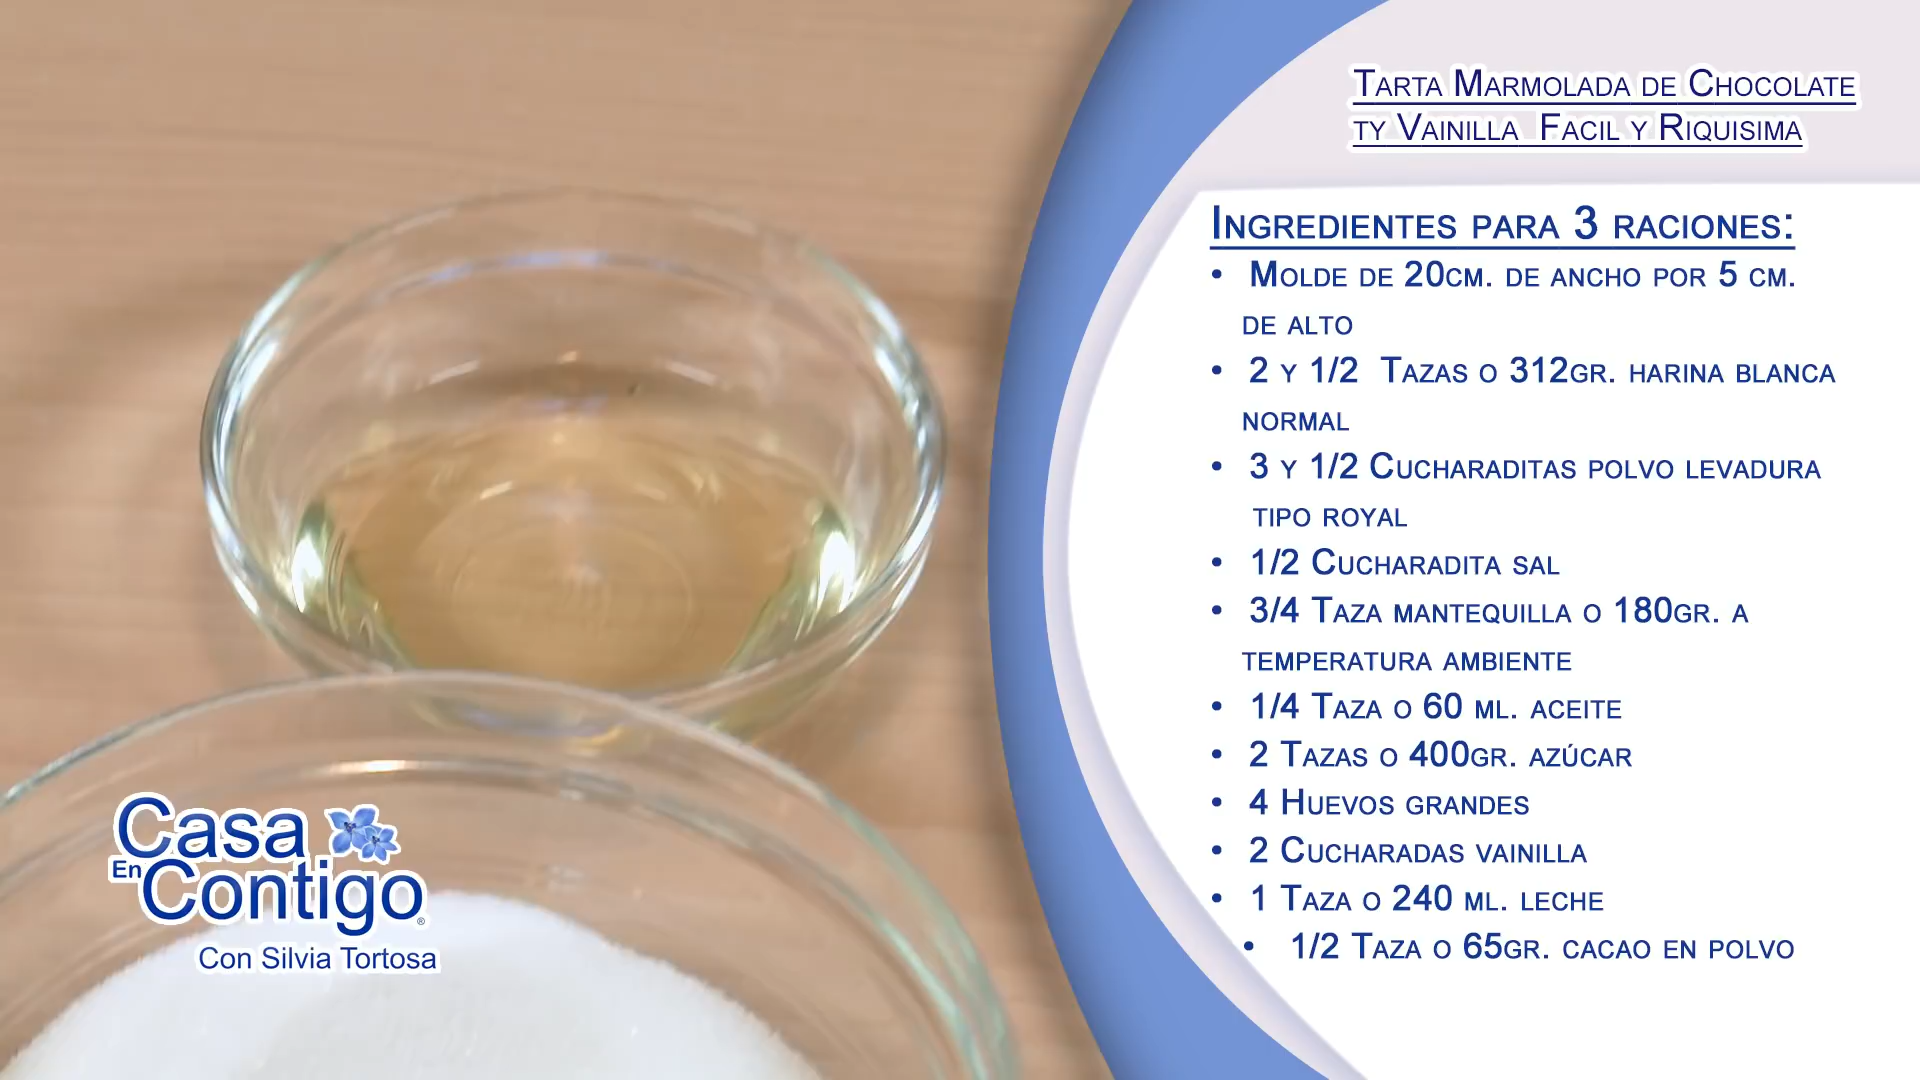 Tarta Marmolada de Chocolate
ty Vainilla  Facil y Riquisima
Ingredientes para 3 raciones:
• Molde de 20cm. de ancho por 5 cm.
de alto
• 2 y 1/2  Tazas o 312gr. harina blanca
normal
• 3 y 1/2 Cucharaditas polvo levadura
tipo royal
• 1/2 Cucharadita sal
• 3/4 Taza mantequilla o 180gr. a
temperatura ambiente
• 1/4 Taza o 60 ml. aceite
• 2 Tazas o 400gr. azúcar
• 4 Huevos grandes
• 2 Cucharadas vainilla
• 1 Taza o 240 ml. leche
• 1/2 Taza o 65gr. cacao en polvo
Casa
En Contigo®
Con Silvia Tortosa